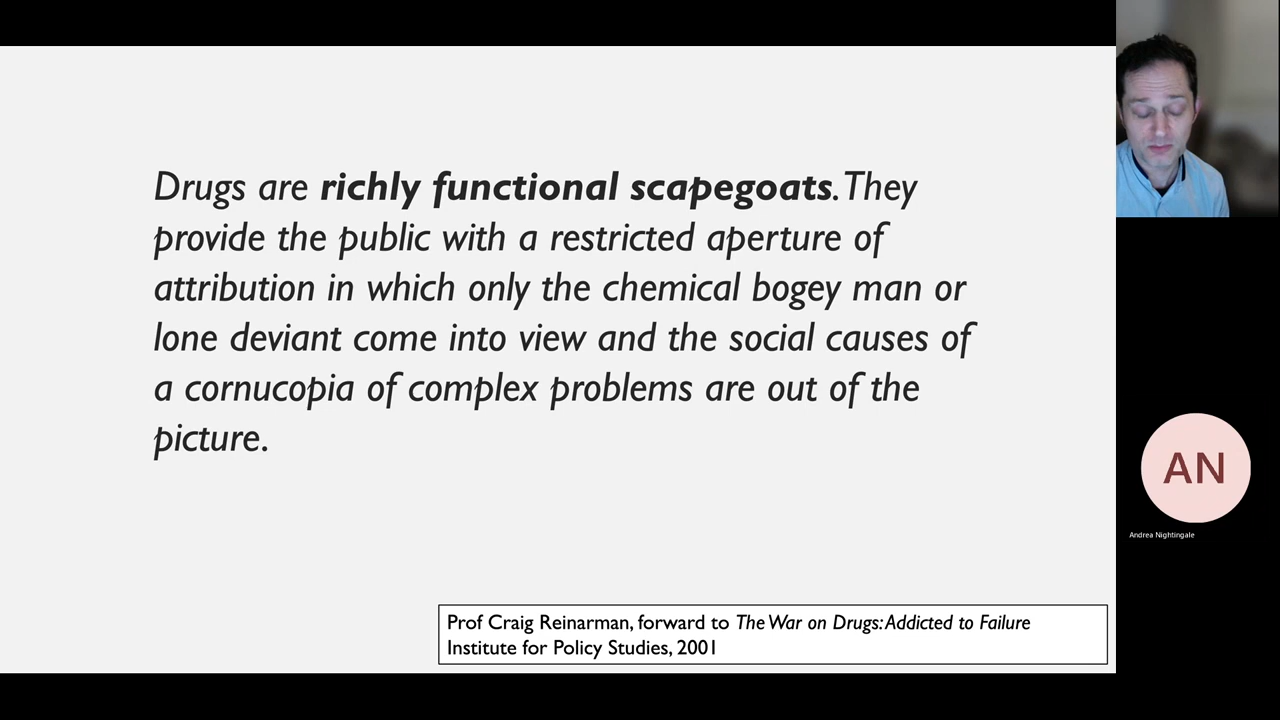 Drugs are richly functional scapegoats. They
provide the public with a restricted aperture of
attribution in which only the chemical bogey man or
lone deviant come into view and the social causes of
a cornucopia of complex problems are out of the
picture.
Prof Craig Reinarman, forward to The War on Drugs: Addicted to Failure
Institute for Policy Studies, 2001
AN
Andrea Nightingale